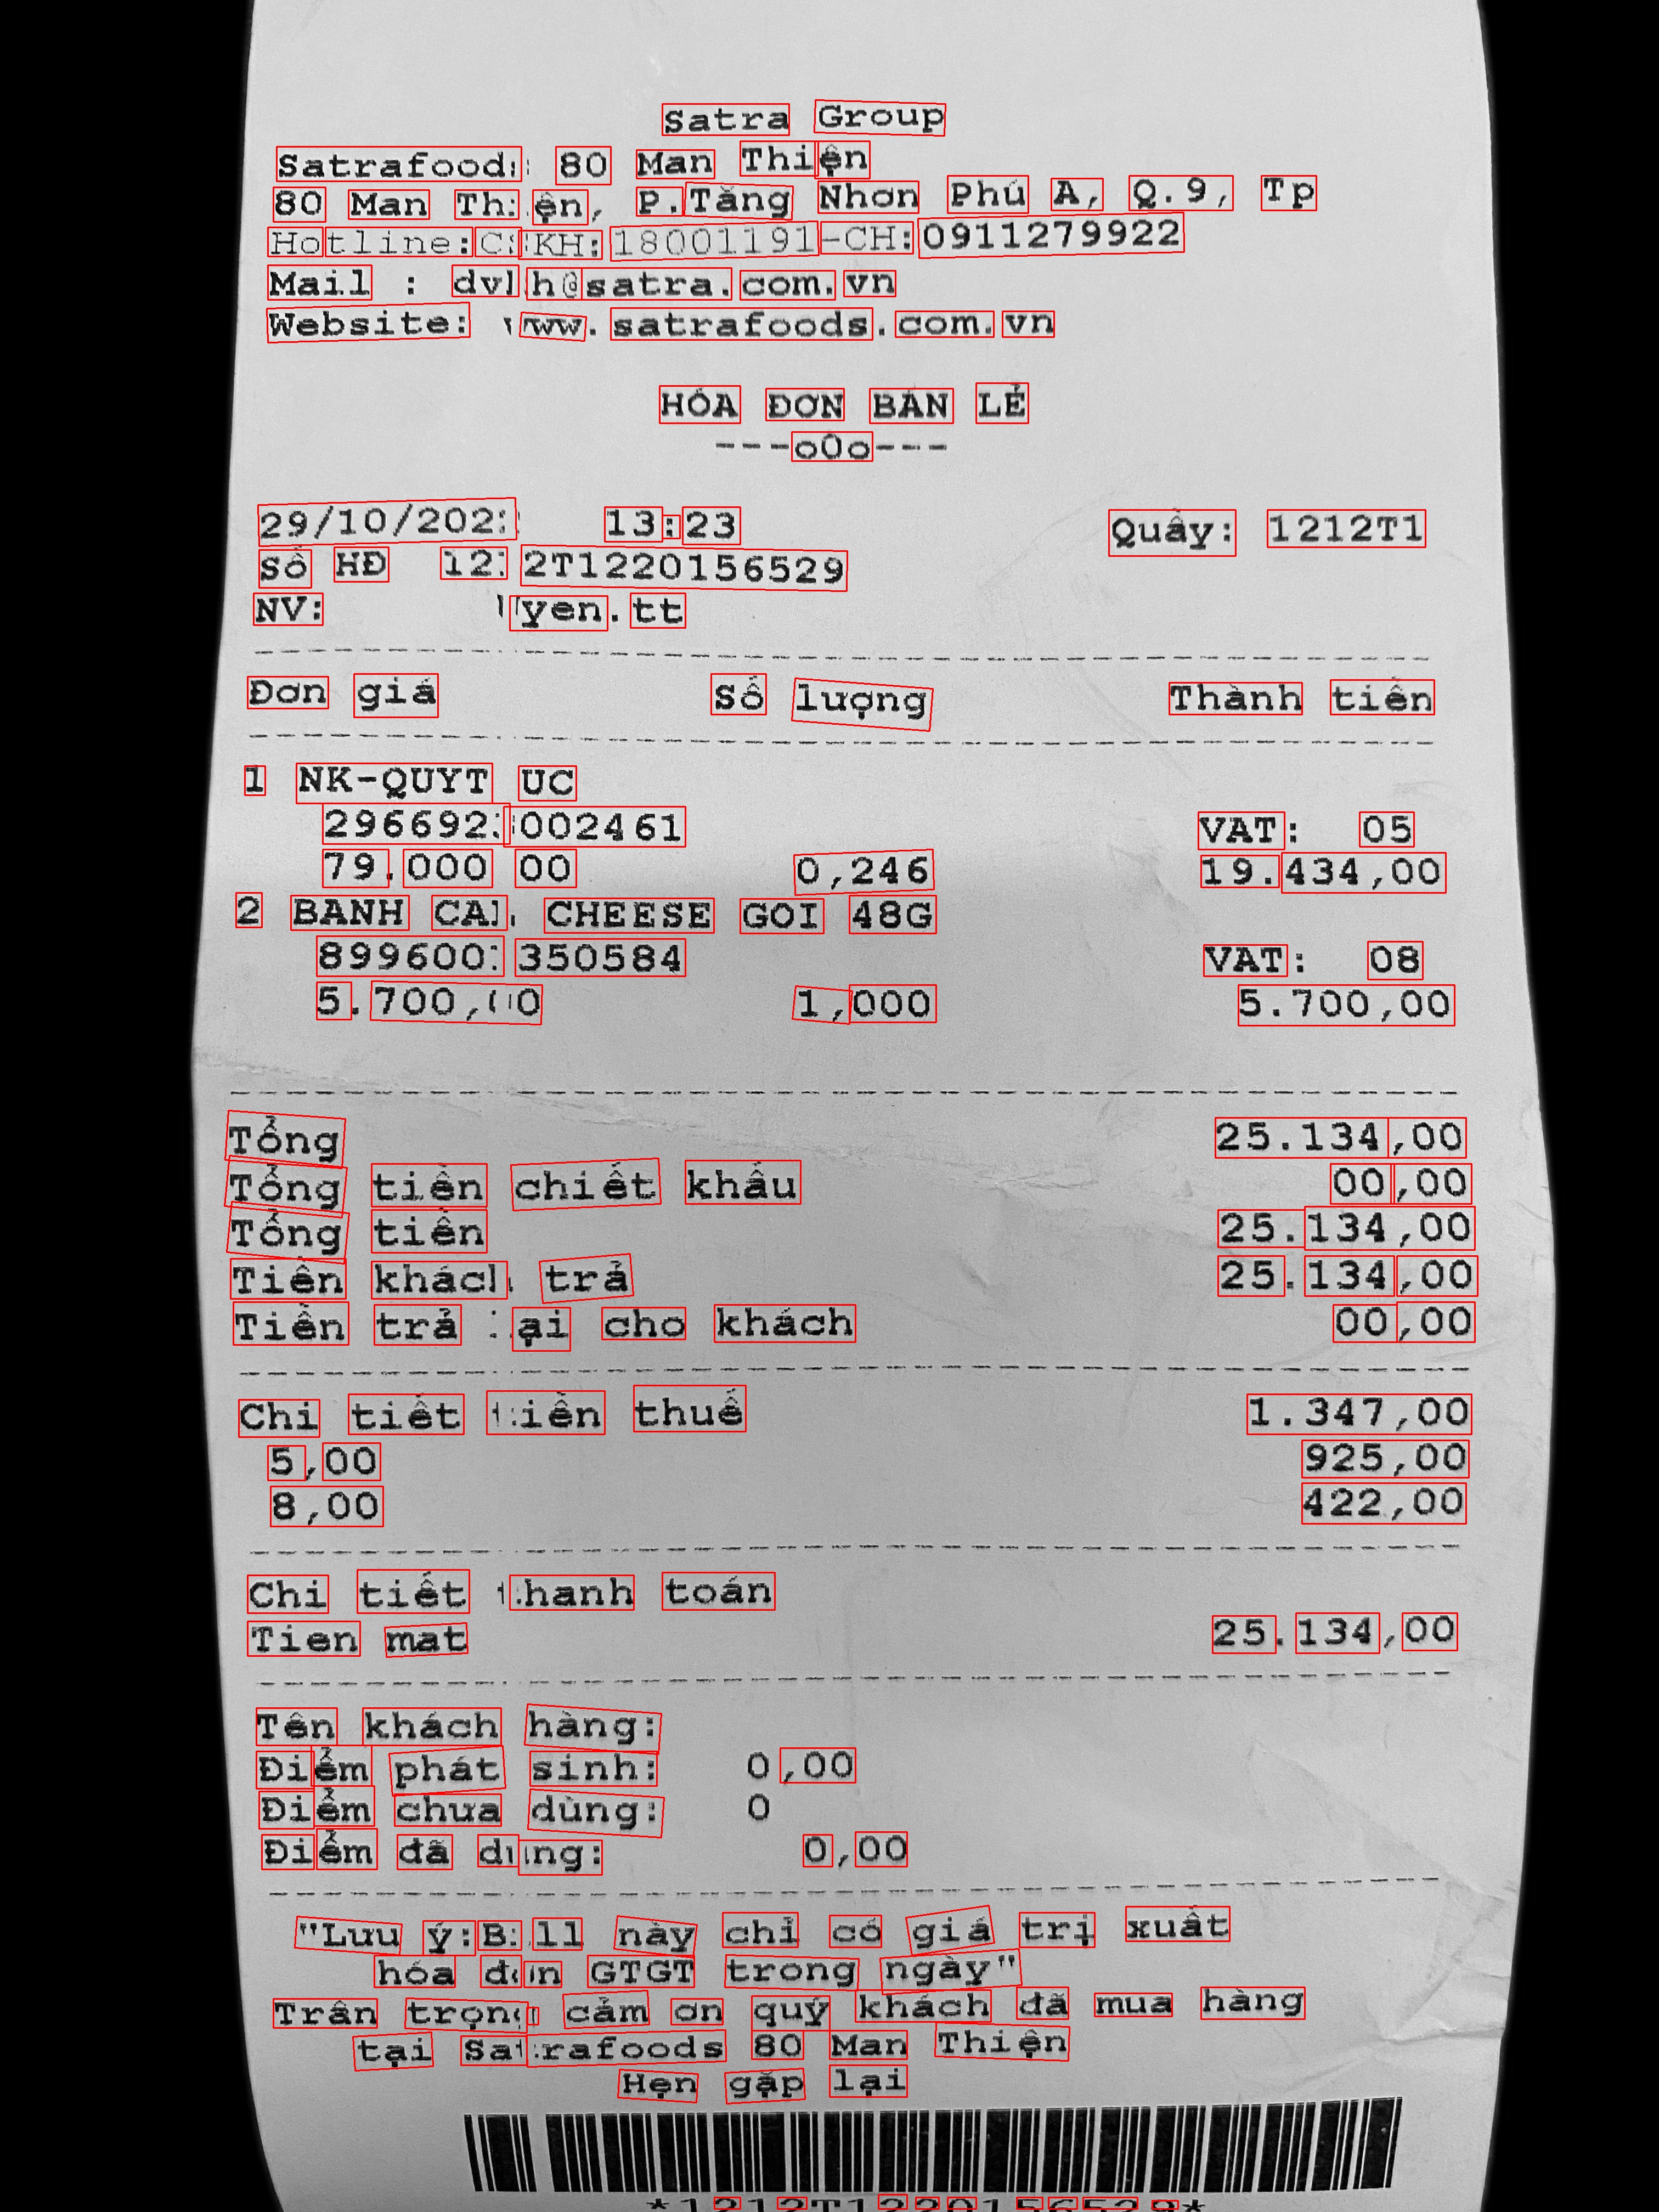 Satra Group
Satrafoods 80 Man Thiện
80 Man Thiện, P.Tăng Nhơn Phú A, Q.9, Tp
Hotline:CSKH:18001191-CH:0911279922
Mail : dvkh@satra.com.vn
Website: www.satrafoods.com.vn
HÓA ĐƠN BÁN LẺ
---oOo---
29/10/202 13:23 Quầy: 1212T1
Số HĐ 1212T1220156529
NV: yen.tt
Đơn giá Số lượng Thành tiền
1 NK-QUYT UC
296692 002461 VAT: 05
79.000 00 0,246 19.434,00
2 BANH CAL CHEESE GOI 48G
8996001350584 VAT: 08
5.700,00 1,000 5.700,00
Tổng 25.134,00
Tổng tiền chiết khấu 00,00
Tổng tiền 25.134,00
Tiền khách trả 25.134,00
Tiền trả lại cho khách 00,00
Chi tiết tiền thuế 1.347,00
5,00 925,00
8,00 422,00
Chi tiết thanh toán
Tien mat 25.134,00
Tên khách hàng:
Điểm phát sinh: 0,00
Điểm chưa dùng: 0
Điểm đã dùng: 0,00
"Lưu ý:Bill này chỉ có giá trị xuất
hóa đơn GTGT trong ngày"
Trân trọng cảm ơn quý khách đã mua hàng
tại Satrafoods 80 Man Thiện
Hẹn gặp lại
*1212T1220156529*